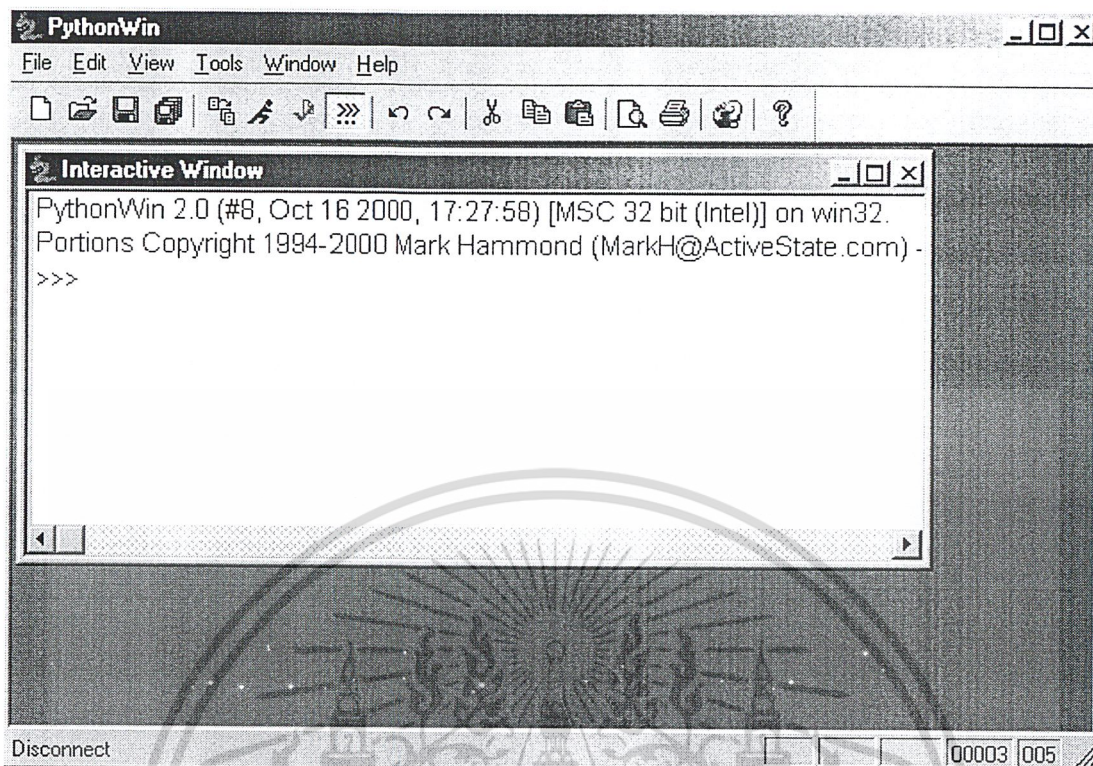 PythonWin
File Edit View Tools Window Help
Interactive Window
PythonWin 2.0 (#8, Oct 16 2000, 17:27:58) [MSC 32 bit (Intel)] on win32.
Portions Copyright 1994-2000 Mark Hammond (MarkH@ActiveState.com) -
>>>
Disconnect 00003 005